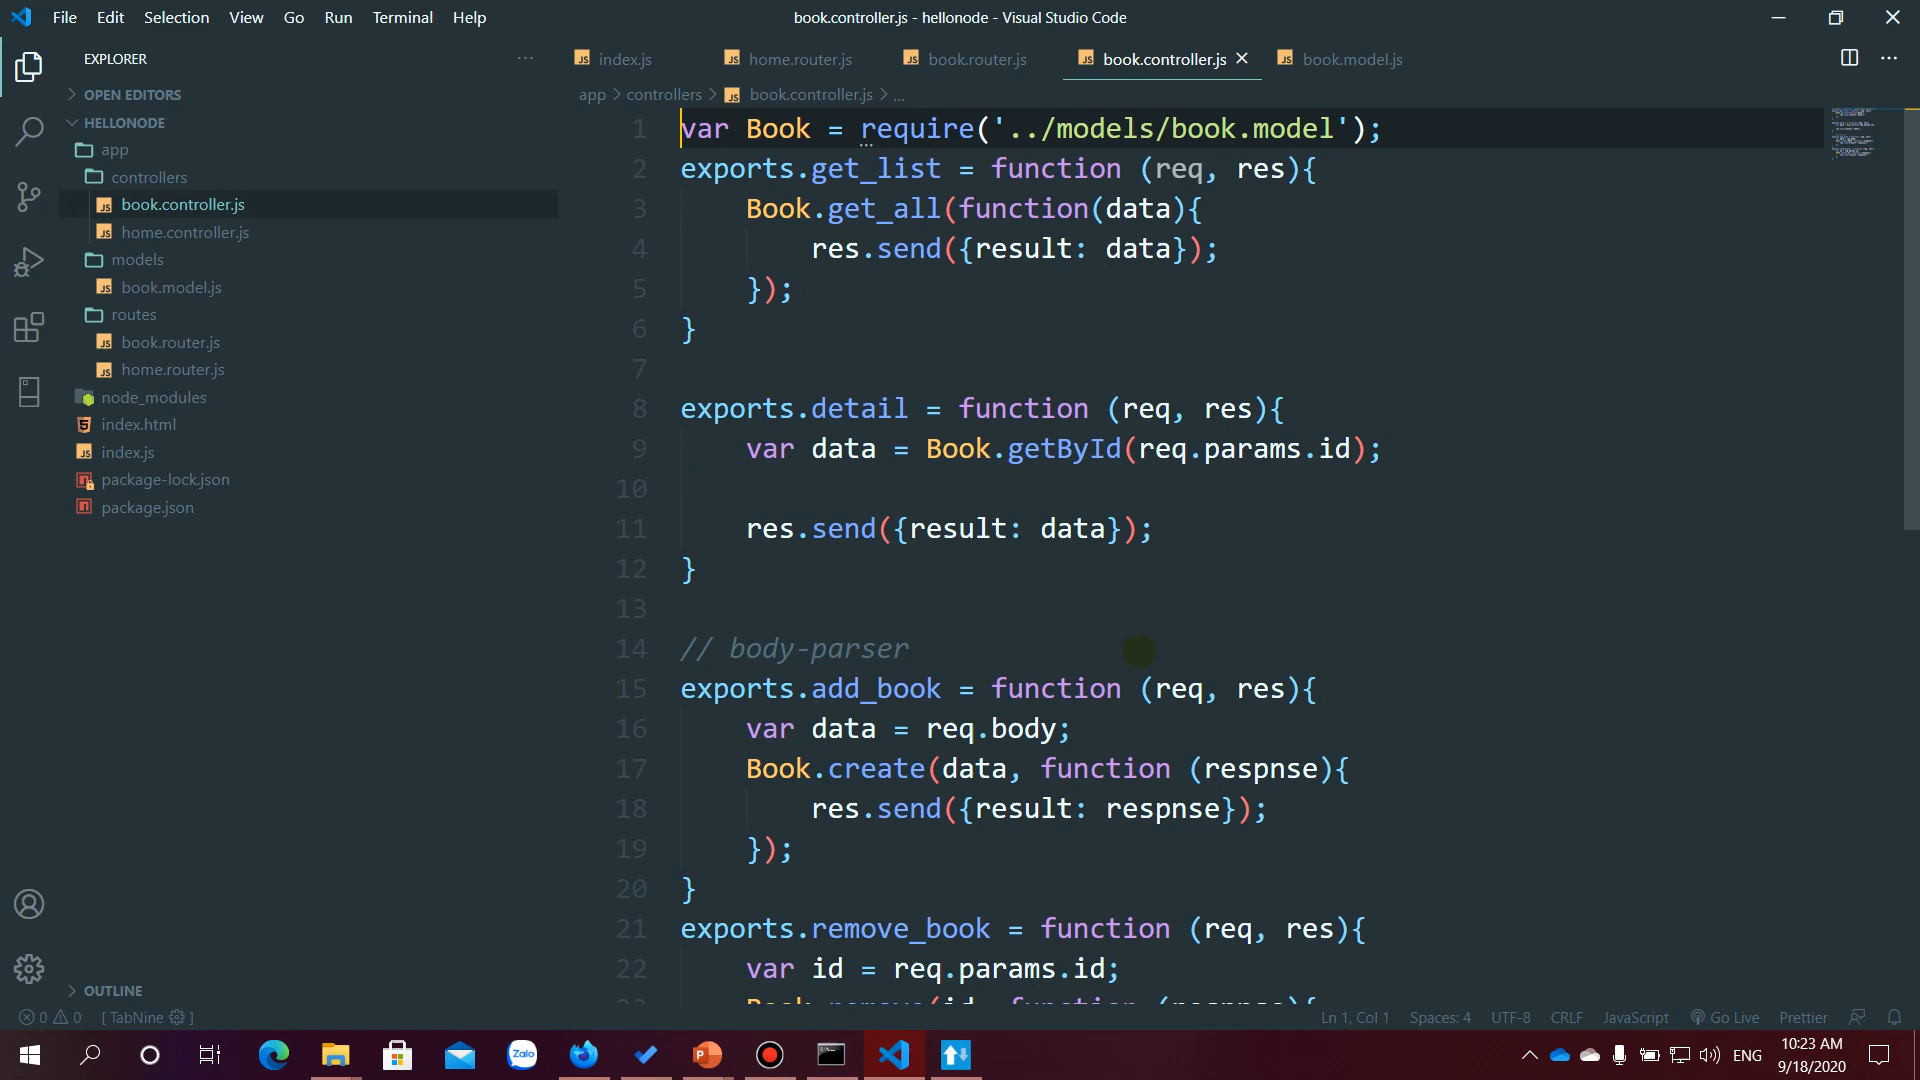 File Edit Selection View Go Run Terminal Help
book.controller.js - hellonode - Visual Studio Code
EXPLORER
OPEN EDITORS
HELLONODE
app
controllers
book.controller.js
home.controller.js
models
book.model.js
routes
book.router.js
home.router.js
node_modules
index.html
index.js
package-lock.json
package.json
OUTLINE
index.js home.router.js book.router.js book.controller.js book.model.js
app > controllers > book.controller.js > ...
1 var Book = require('../models/book.model');
2 exports.get_list = function (req, res){
3 Book.get_all(function(data){
4 res.send({result: data});
5 });
6 }
7
8 exports.detail = function (req, res){
9 var data = Book.getById(req.params.id);
10
11 res.send({result: data});
12 }
13
14 // body-parser
15 exports.add_book = function (req, res){
16 var data = req.body;
17 Book.create(data, function (respnse){
18 res.send({result: respnse});
19 });
20 }
21 exports.remove_book = function (req, res){
22 var id = req.params.id;
0 0 [ TabNine ]
Ln 1, Col 1 Spaces: 4 UTF-8 CRLF JavaScript Go Live Prettier
Zalo
ENG
10:23 AM
9/18/2020